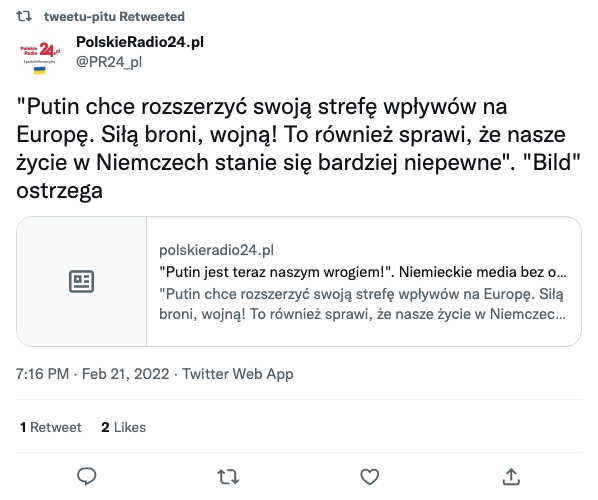 tweetu-pitu Retweeted
Polskie Radio 24.pl
PolskieRadio24.pl
@PR24_pl
"Putin chce rozszerzyć swoją strefę wpływów na
Europę. Siłą broni, wojną! To również sprawi, że nasze
życie w Niemczech stanie się bardziej niepewne". "Bild"
ostrzega
polskieradio24.pl
"Putin jest teraz naszym wrogiem!". Niemieckie media bez o...
"Putin chce rozszerzyć swoją strefę wpływów na Europę. Siłą
broni, wojną! To również sprawi, że nasze życie w Niemczec...
7:16 PM · Feb 21, 2022 · Twitter Web App
1 Retweet 2 Likes